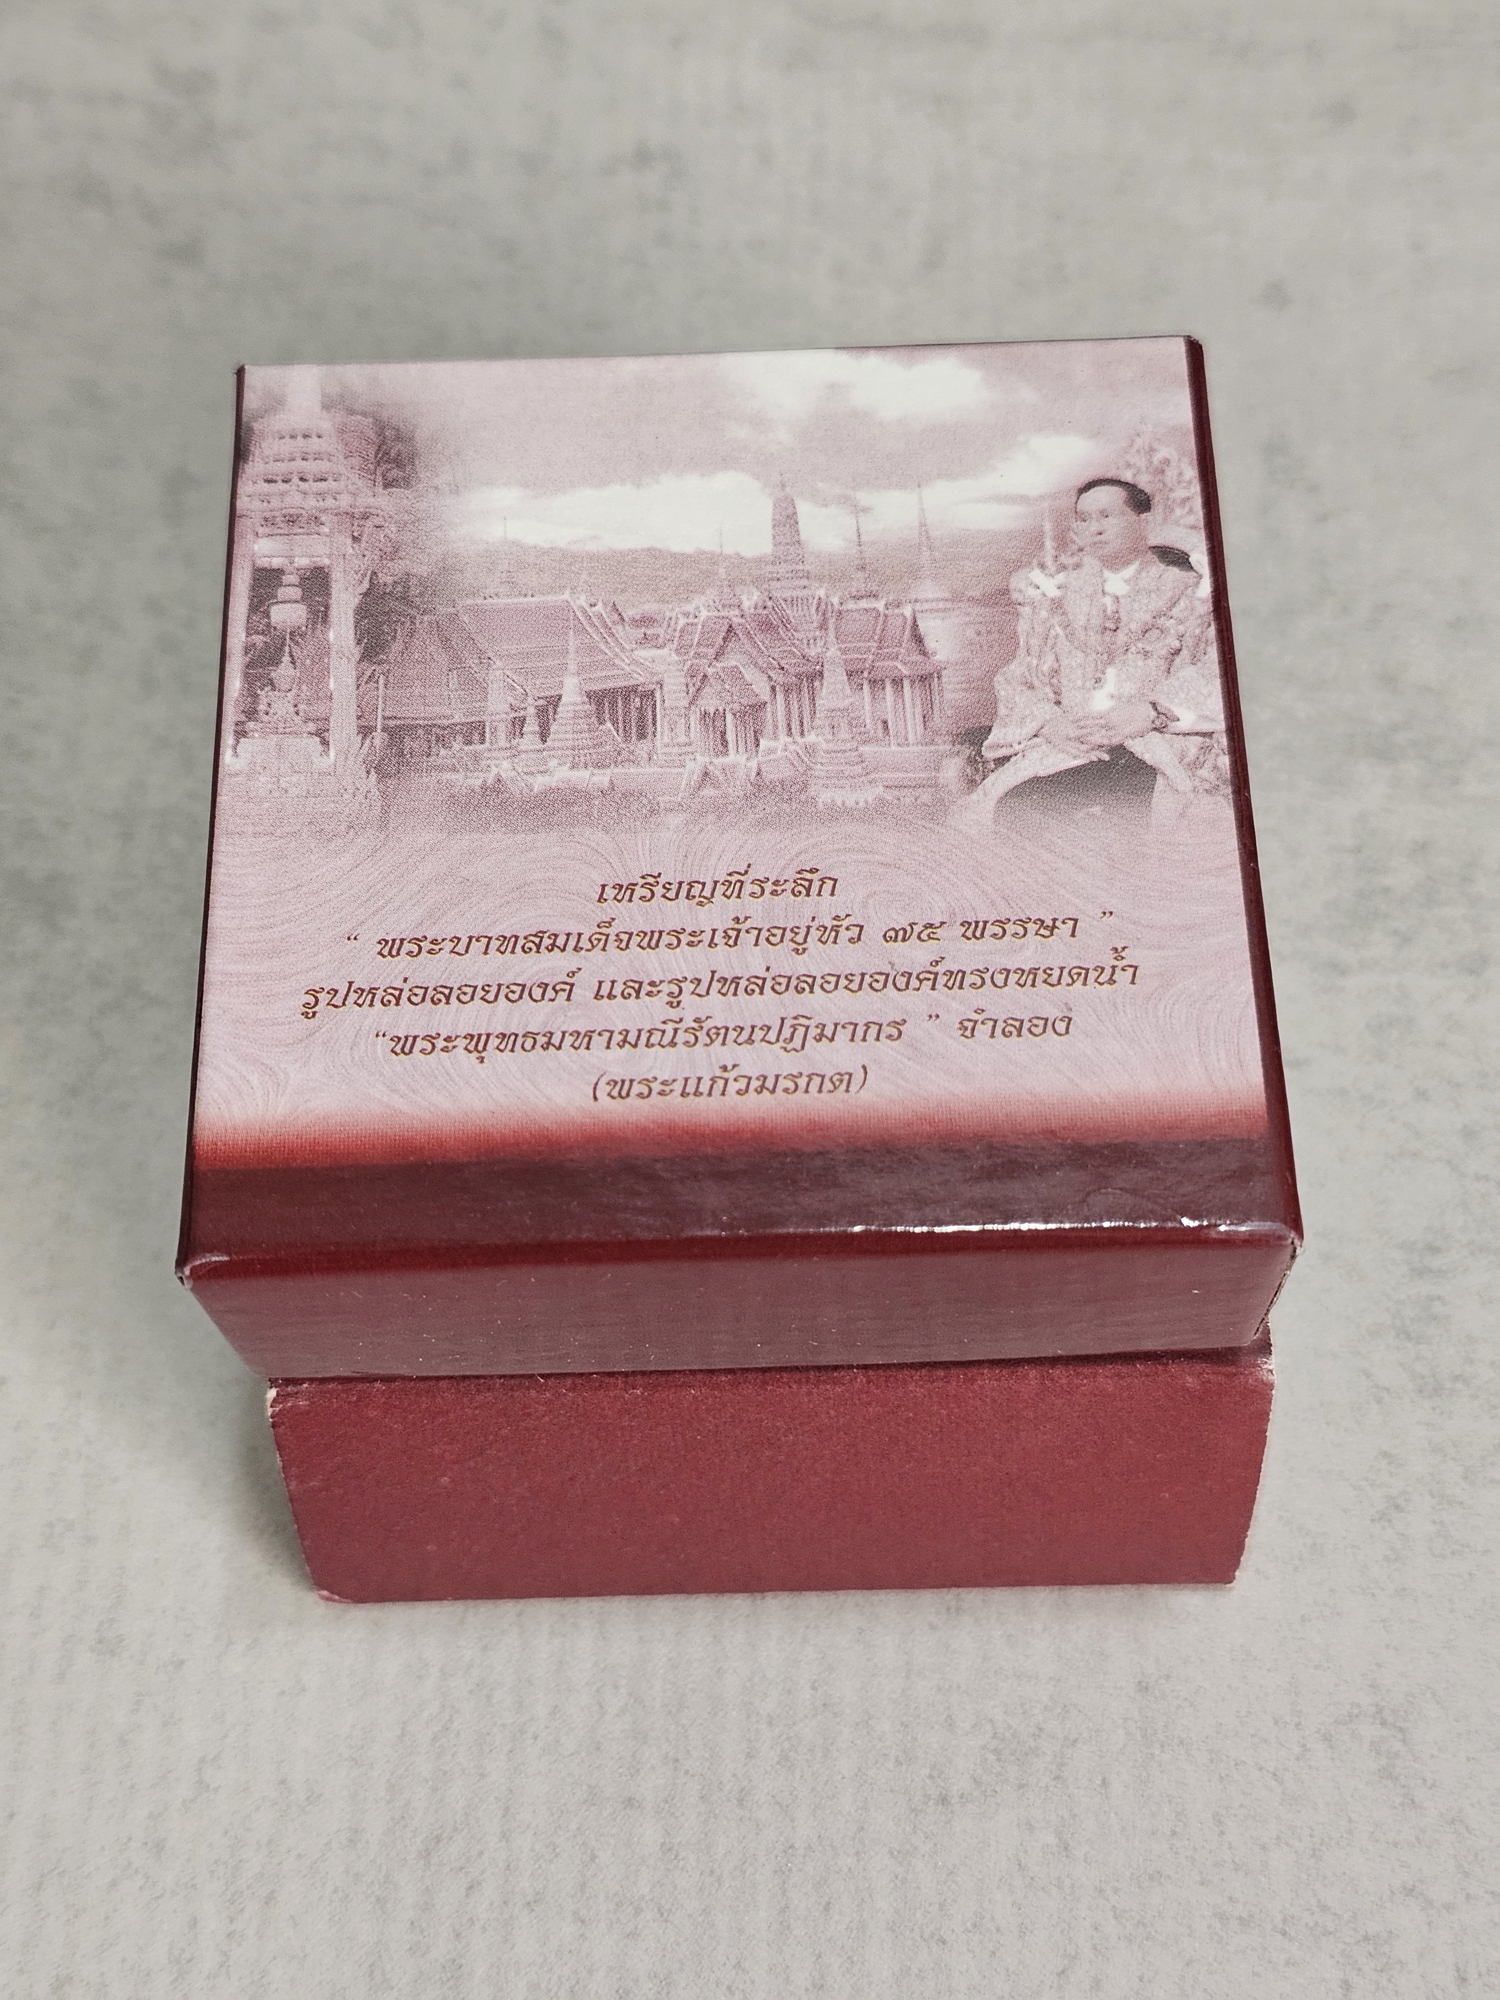 เหรียญที่ระลึก
“ พระบาทสมเด็จพระเจ้าอยู่หัว ๗๕ พรรษา ”
รูปหล่อลอยองค์ และรูปหล่อลอยองค์ทรงหยดน้ำ
“พระพุทธมหามณีรัตนปฏิมากร ” จำลอง
(พระแก้วมรกต)